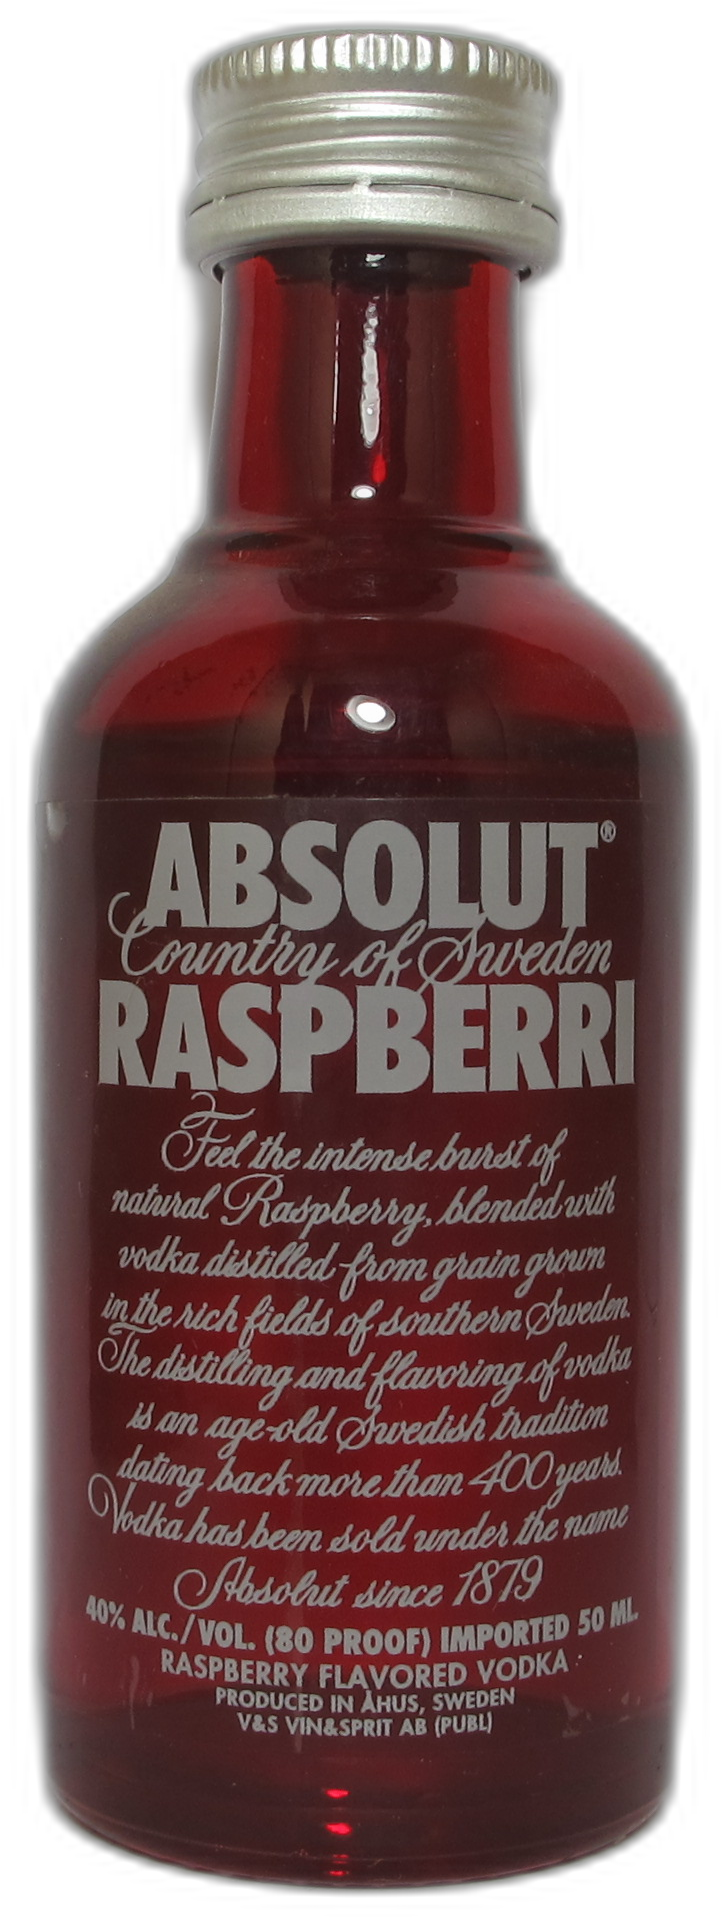 ABSOLUT®
Country of Sweden
RASPBERRI
Feel the intense burst of
natural Raspberry, blended with
vodka distilled from grain grown
in the rich fields of southern Sweden.
The distilling and flavoring of vodka
is an age-old Swedish tradition
dating back more than 400 years.
Vodka has been sold under the name
Absolut since 1879
40% ALC./VOL. (80 PROOF) IMPORTED 50 ML.
RASPBERRY FLAVORED VODKA
PRODUCED IN ÅHUS, SWEDEN
V&S VIN&SPRIT AB (PUBL)